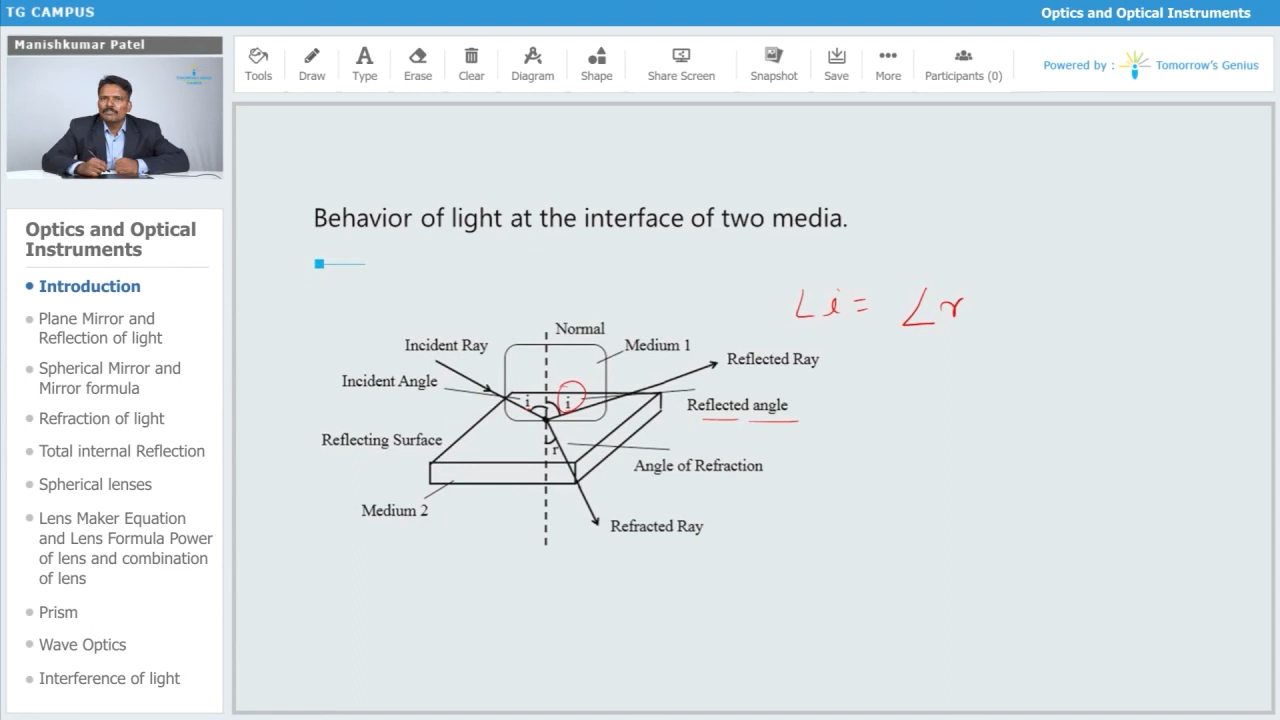 TG CAMPUS
Optics and Optical Instruments
Manishkumar Patel
Tools
Draw
Type
Erase
Clear
Diagram
Shape
Share Screen
Snapshot
Save
More
Participants (0)
Powered by :
Tomorrow's Genius
Optics and Optical
Instruments
Introduction
Plane Mirror and
Reflection of light
Spherical Mirror and
Mirror formula
Refraction of light
Total internal Reflection
Spherical lenses
Lens Maker Equation
and Lens Formula Power
of lens and combination
of lens
Prism
Wave Optics
Interference of light
Behavior of light at the interface of two media.
∠i = ∠r
Normal
Incident Ray
Medium 1
Reflected Ray
Incident Angle
i
i
Reflected angle
Reflecting Surface
r
Angle of Refraction
Medium 2
Refracted Ray